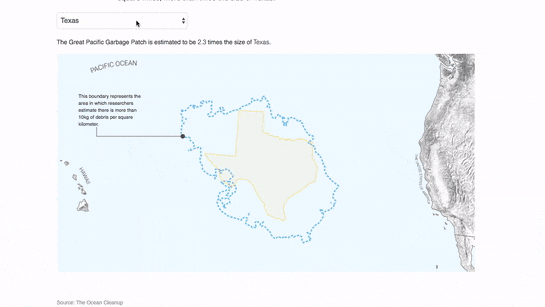 Texas
The Great Pacific Garbage Patch is estimated to be 2.3 times the size of Texas.
PACIFIC OCEAN
This boundary represents the
area in which researchers
estimate there is more than
10kg of debris per square
kilometer.
HAWAII
Source: The Ocean Cleanup